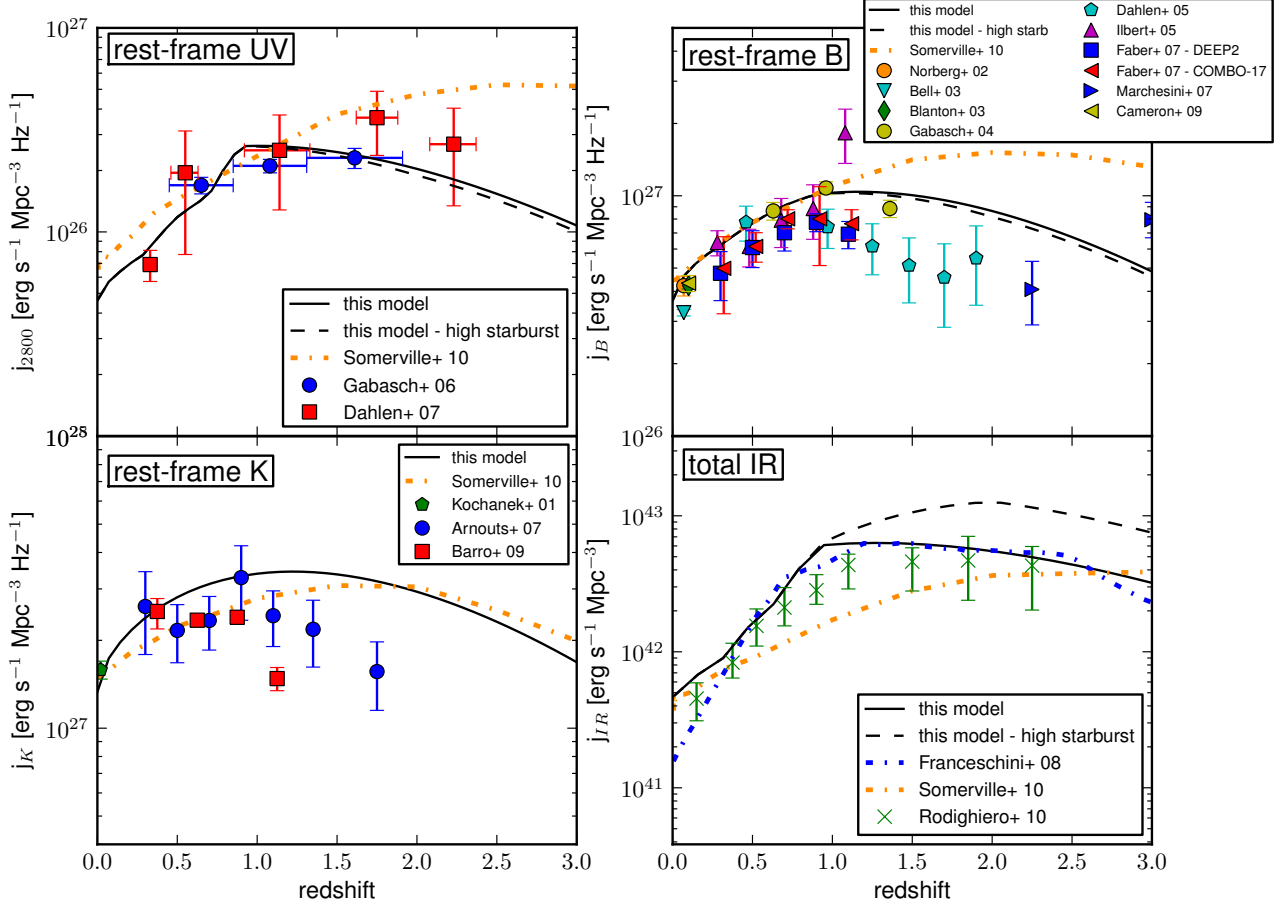 rest-frame UV
10^27
10^26
10^28
j_2800 [erg s^−1 Mpc^−3 Hz^−1]
this model
this model - high starburst
Somerville+ 10
Gabasch+ 06
Dahlen+ 07
rest-frame B
this model
this model - high starb
Somerville+ 10
Norberg+ 02
Bell+ 03
Blanton+ 03
Gabasch+ 04
Dahlen+ 05
Ilbert+ 05
Faber+ 07 - DEEP2
Faber+ 07 - COMBO-17
Marchesini+ 07
Cameron+ 09
10^27
10^26
j_B [erg s^−1 Mpc^−3 Hz^−1]
rest-frame K
this model
Somerville+ 10
Kochanek+ 01
Arnouts+ 07
Barro+ 09
10^27
j_K [erg s^−1 Mpc^−3 Hz^−1]
0.0 0.5 1.0 1.5 2.0 2.5 3.0
redshift
total IR
10^43
10^42
10^41
j_IR [erg s^−1 Mpc^−3]
this model
this model - high starburst
Franceschini+ 08
Somerville+ 10
Rodighiero+ 10
0.0 0.5 1.0 1.5 2.0 2.5 3.0
redshift